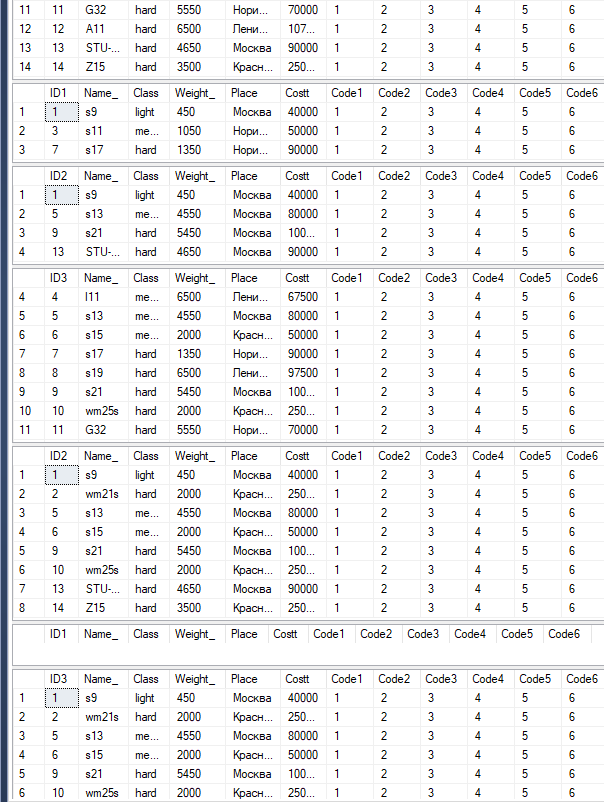 11 11 G32 hard 5550 Нори... 70000 1 2 3 4 5 6
12 12 A11 hard 6500 Лени... 107... 1 2 3 4 5 6
13 13 STU-... hard 4650 Москва 90000 1 2 3 4 5 6
14 14 Z15 hard 3500 Красн... 250... 1 2 3 4 5 6
ID1 Name_ Class Weight_ Place Costt Code1 Code2 Code3 Code4 Code5 Code6
1 1 s9 light 450 Москва 40000 1 2 3 4 5 6
2 3 s11 me... 1050 Нори... 50000 1 2 3 4 5 6
3 7 s17 hard 1350 Нори... 90000 1 2 3 4 5 6
ID2 Name_ Class Weight_ Place Costt Code1 Code2 Code3 Code4 Code5 Code6
1 1 s9 light 450 Москва 40000 1 2 3 4 5 6
2 5 s13 me... 4550 Москва 80000 1 2 3 4 5 6
3 9 s21 hard 5450 Москва 100... 1 2 3 4 5 6
4 13 STU-... hard 4650 Москва 90000 1 2 3 4 5 6
ID3 Name_ Class Weight_ Place Costt Code1 Code2 Code3 Code4 Code5 Code6
4 4 l11 me... 6500 Лени... 67500 1 2 3 4 5 6
5 5 s13 me... 4550 Москва 80000 1 2 3 4 5 6
6 6 s15 me... 2000 Красн... 50000 1 2 3 4 5 6
7 7 s17 hard 1350 Нори... 90000 1 2 3 4 5 6
8 8 s19 hard 6500 Лени... 97500 1 2 3 4 5 6
9 9 s21 hard 5450 Москва 100... 1 2 3 4 5 6
10 10 wm25s hard 2000 Красн... 250... 1 2 3 4 5 6
11 11 G32 hard 5550 Нори... 70000 1 2 3 4 5 6
ID2 Name_ Class Weight_ Place Costt Code1 Code2 Code3 Code4 Code5 Code6
1 1 s9 light 450 Москва 40000 1 2 3 4 5 6
2 2 wm21s hard 2000 Красн... 250... 1 2 3 4 5 6
3 5 s13 me... 4550 Москва 80000 1 2 3 4 5 6
4 6 s15 me... 2000 Красн... 50000 1 2 3 4 5 6
5 9 s21 hard 5450 Москва 100... 1 2 3 4 5 6
6 10 wm25s hard 2000 Красн... 250... 1 2 3 4 5 6
7 13 STU-... hard 4650 Москва 90000 1 2 3 4 5 6
8 14 Z15 hard 3500 Красн... 250... 1 2 3 4 5 6
ID1 Name_ Class Weight_ Place Costt Code1 Code2 Code3 Code4 Code5 Code6
ID3 Name_ Class Weight_ Place Costt Code1 Code2 Code3 Code4 Code5 Code6
1 1 s9 light 450 Москва 40000 1 2 3 4 5 6
2 2 wm21s hard 2000 Красн... 250... 1 2 3 4 5 6
3 5 s13 me... 4550 Москва 80000 1 2 3 4 5 6
4 6 s15 me... 2000 Красн... 50000 1 2 3 4 5 6
5 9 s21 hard 5450 Москва 100... 1 2 3 4 5 6
6 10 wm25s hard 2000 Красн... 250... 1 2 3 4 5 6